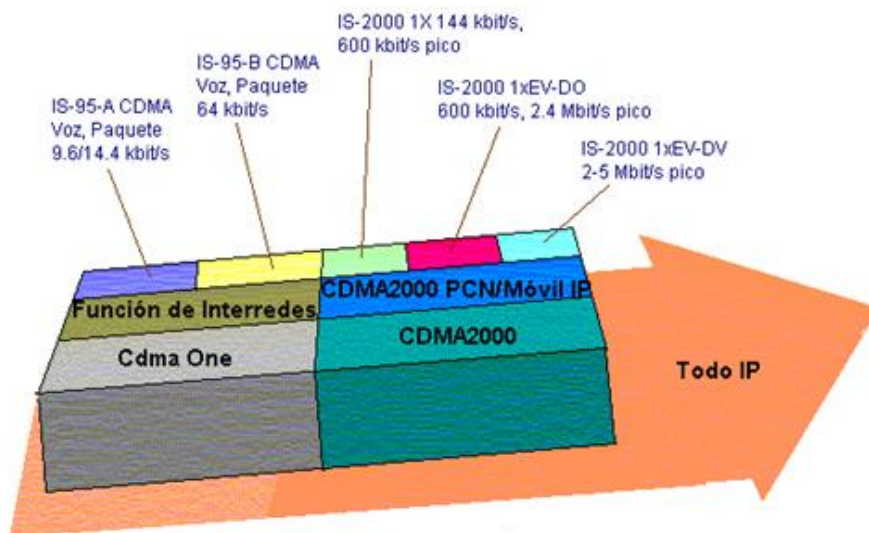 IS-2000 1X 144 kbit/s,
600 kbit/s pico
IS-95-B CDMA
Voz, Paquete
64 kbit/s
IS-2000 1xEV-DO
600 kbit/s, 2.4 Mbit/s pico
IS-95-A CDMA
Voz, Paquete
9.6/14.4 kbit/s
IS-2000 1xEV-DV
2-5 Mbit/s pico
Función de Interredes
CDMA2000 PCN/Móvil IP
Cdma One
CDMA2000
Todo IP